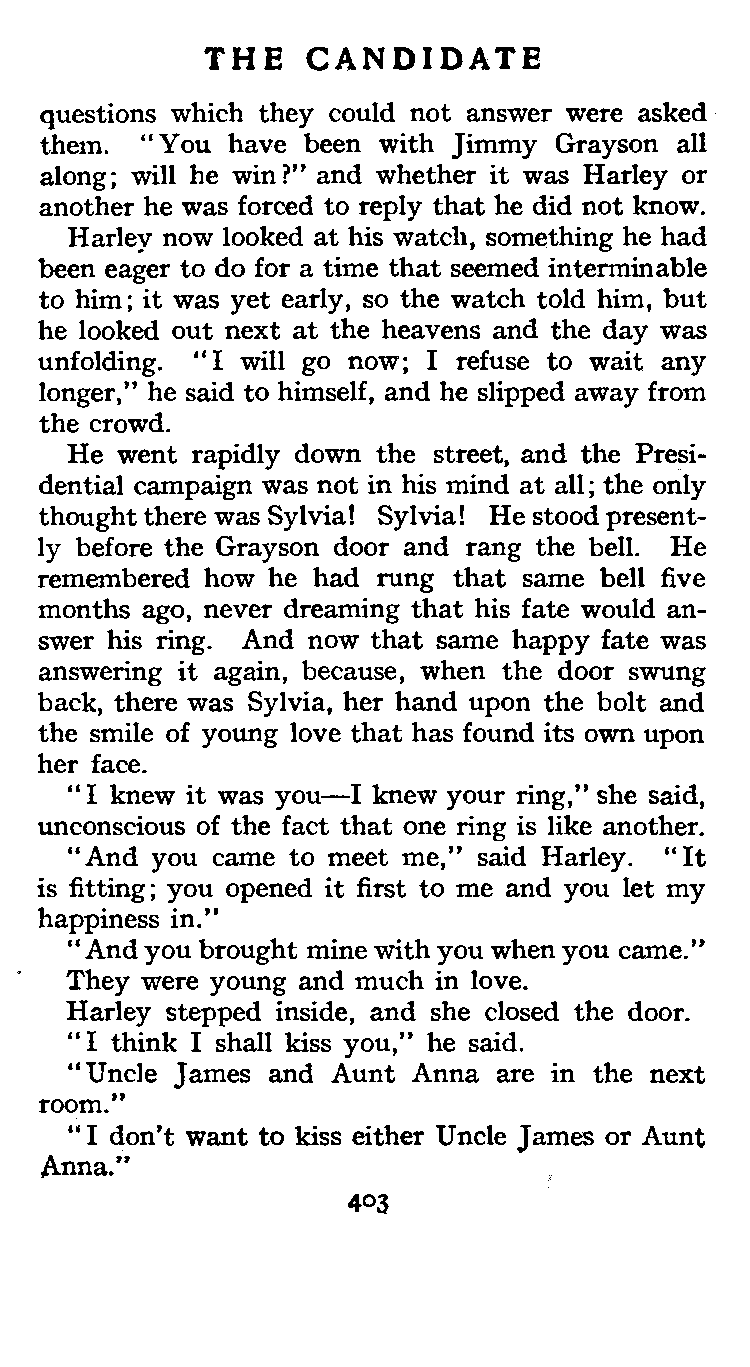 THE CANDIDATE
questions which they could not answer were asked
them. "You have been with Jimmy Grayson all
along; will he win?" and whether it was Harley or
another he was forced to reply that he did not know.
Harley now looked at his watch, something he had
been eager to do for a time that seemed interminable
to him; it was yet early, so the watch told him, but
he looked out next at the heavens and the day was
unfolding. "I will go now; I refuse to wait any
longer," he said to himself, and he slipped away from
the crowd.
He went rapidly down the street, and the Presi-
dential campaign was not in his mind at all; the only
thought there was Sylvia! Sylvia! He stood present-
ly before the Grayson door and rang the bell. He
remembered how he had rung that same bell five
months ago, never dreaming that his fate would an-
swer his ring. And now that same happy fate was
answering it again, because, when the door swung
back, there was Sylvia, her hand upon the bolt and
the smile of young love that has found its own upon
her face.
"I knew it was you—I knew your ring," she said,
unconscious of the fact that one ring is like another.
"And you came to meet me," said Harley. "It
is fitting; you opened it first to me and you let my
happiness in."
"And you brought mine with you when you came."
They were young and much in love.
Harley stepped inside, and she closed the door.
"I think I shall kiss you," he said.
"Uncle James and Aunt Anna are in the next
room."
"I don't want to kiss either Uncle James or Aunt
Anna."
403